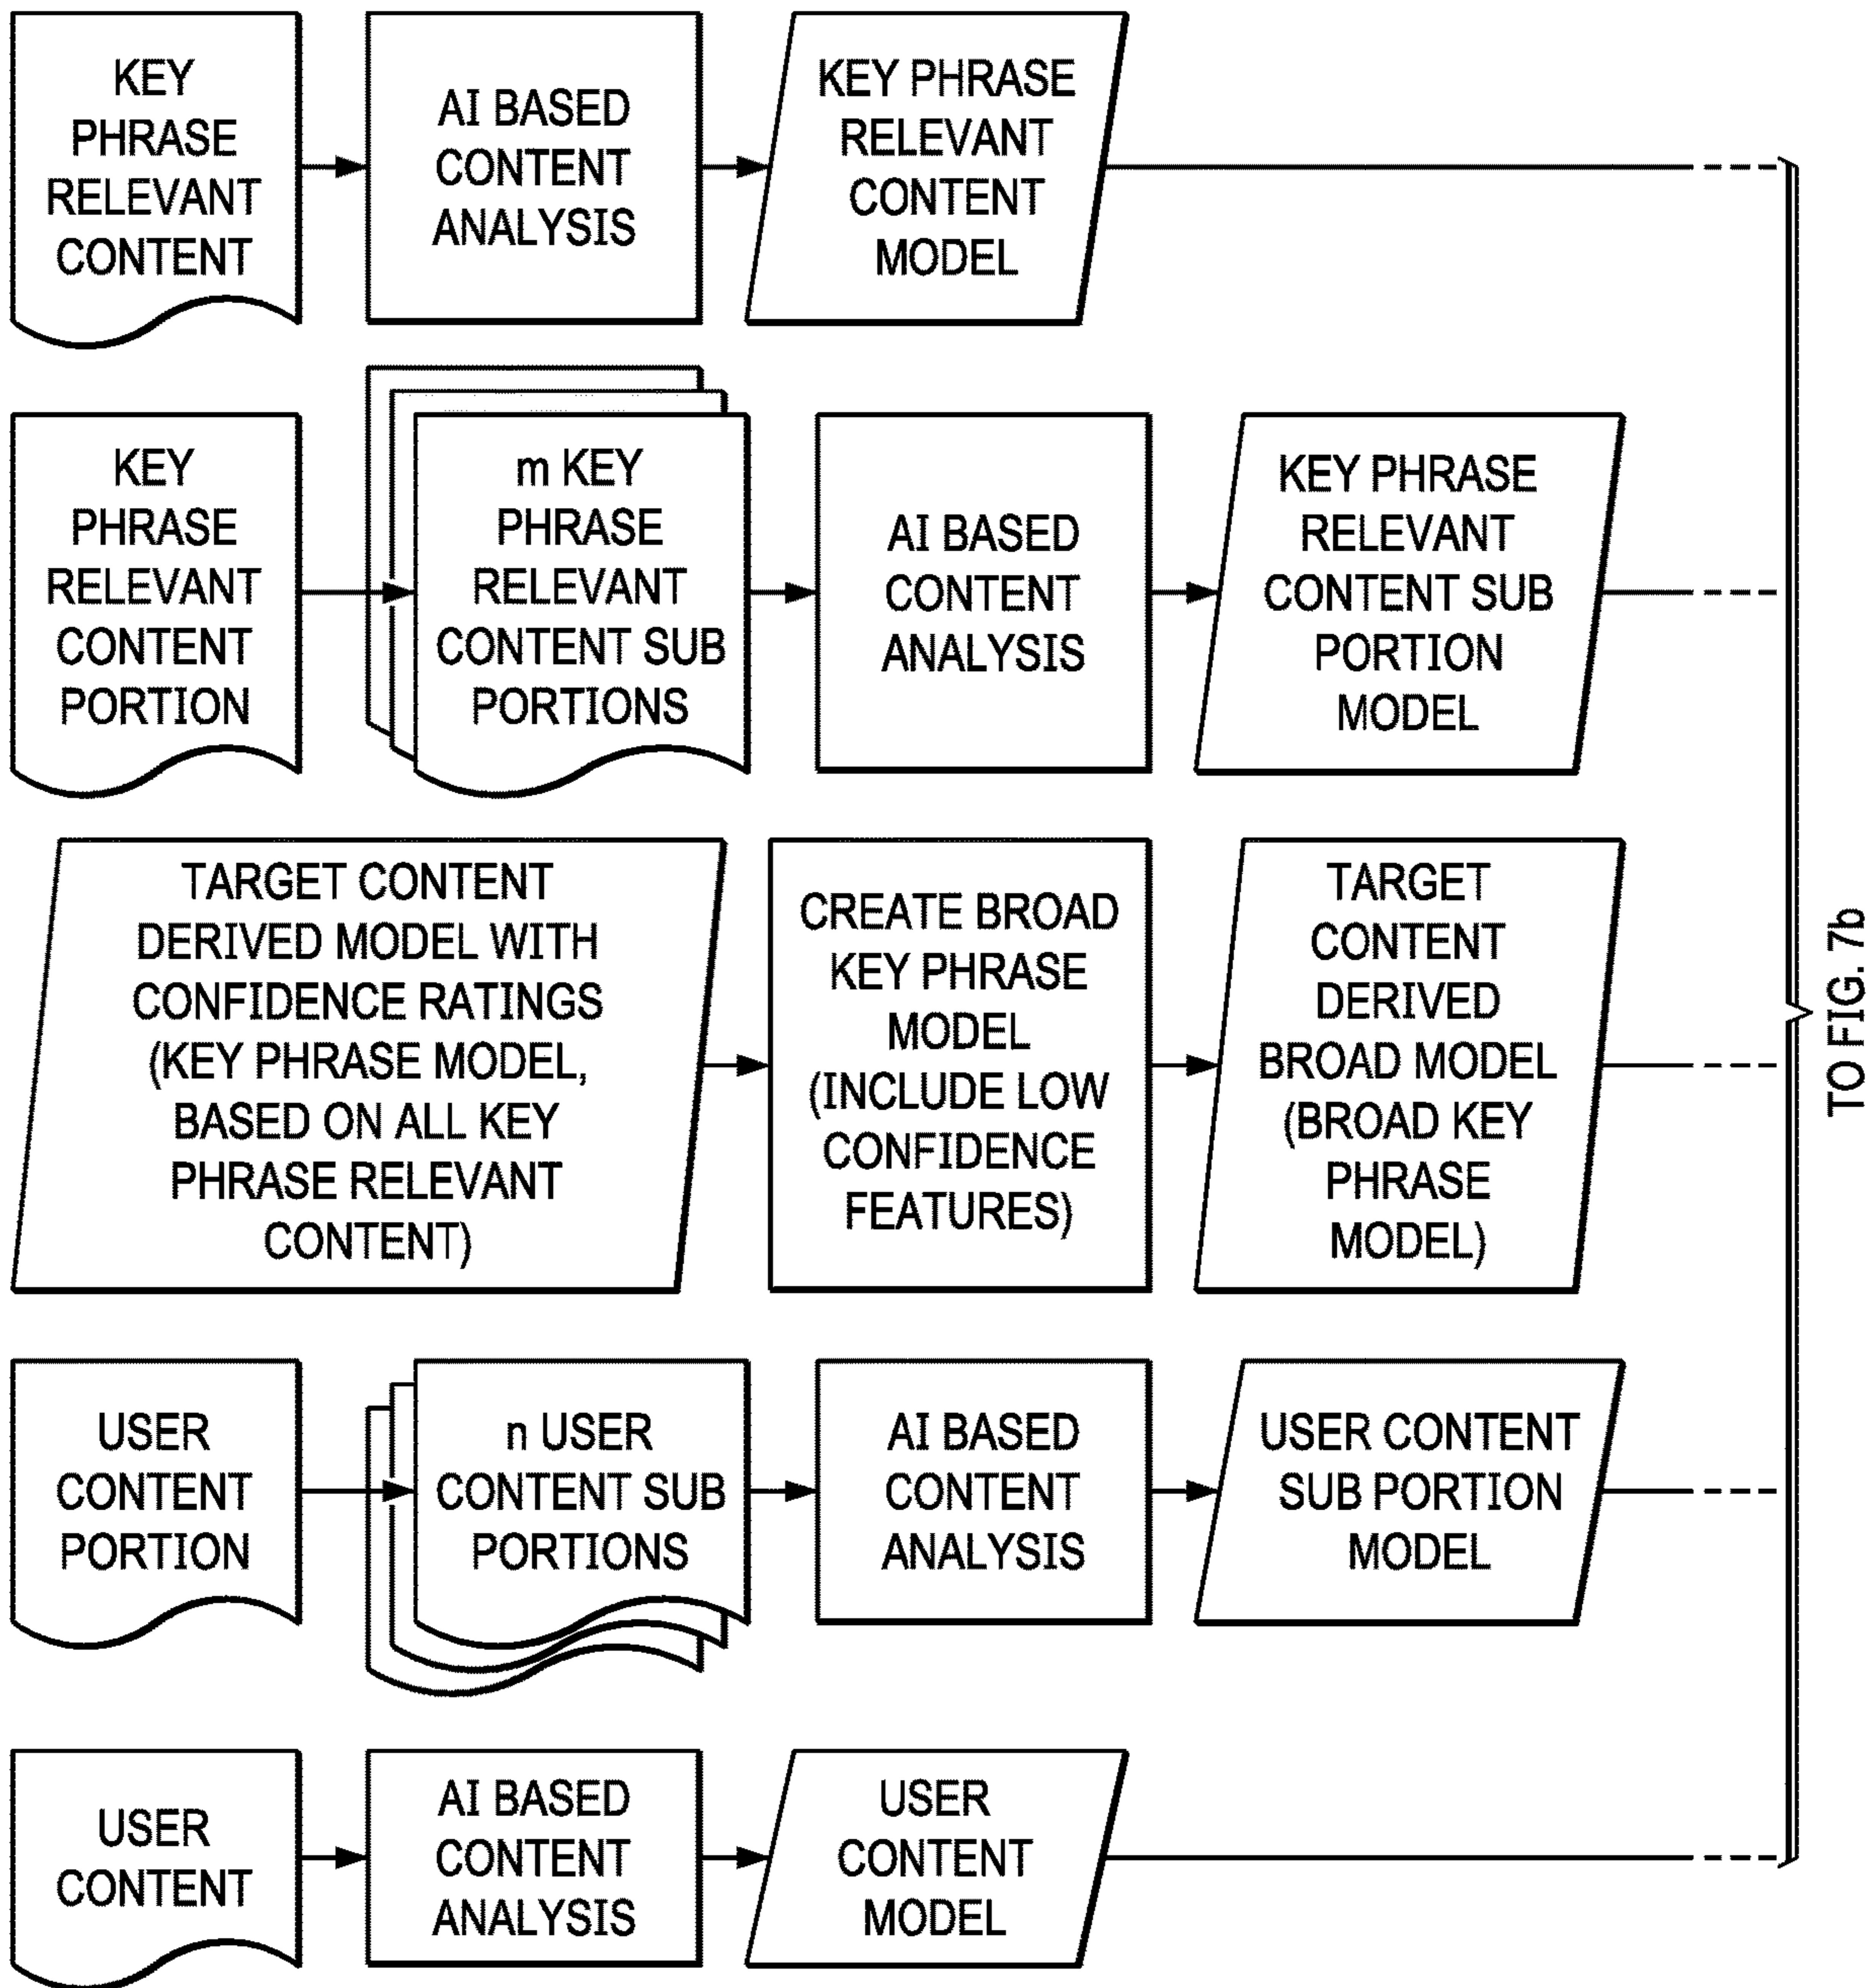 KEY
PHRASE
RELEVANT
CONTENT
AI BASED
CONTENT
ANALYSIS
KEY PHRASE
RELEVANT
CONTENT
MODEL
KEY
PHRASE
RELEVANT
CONTENT
PORTION
m KEY
PHRASE
RELEVANT
CONTENT SUB
PORTIONS
AI BASED
CONTENT
ANALYSIS
KEY PHRASE
RELEVANT
CONTENT SUB
PORTION
MODEL
TARGET CONTENT
DERIVED MODEL WITH
CONFIDENCE RATINGS
(KEY PHRASE MODEL,
BASED ON ALL KEY
PHRASE RELEVANT
CONTENT)
CREATE BROAD
KEY PHRASE
MODEL
(INCLUDE LOW
CONFIDENCE
FEATURES)
TARGET
CONTENT
DERIVED
BROAD MODEL
(BROAD KEY
PHRASE
MODEL)
USER
CONTENT
PORTION
n USER
CONTENT SUB
PORTIONS
AI BASED
CONTENT
ANALYSIS
USER CONTENT
SUB PORTION
MODEL
USER
CONTENT
AI BASED
CONTENT
ANALYSIS
USER
CONTENT
MODEL
TO FIG. 7b